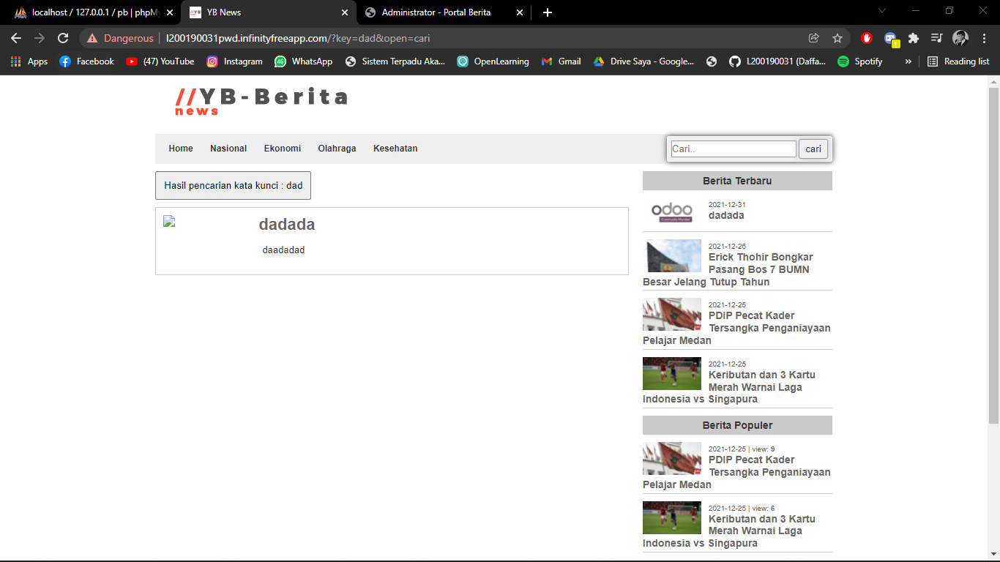 localhost / 127.0.0.1 / pb | phpMy
YB News
Administrator - Portal Berita
Dangerous
l200190031pwd.infinityfreeapp.com/?key=dad&open=cari
Apps
Facebook
(47) YouTube
Instagram
46
WhatsApp
Sistem Terpadu Aka...
OpenLearning
Gmail
Drive Saya - Google...
L200190031 (Daffa...
Spotify
»
Reading list
//YB-Berita
news
Home
Nasional
Ekonomi
Olahraga
Kesehatan
Cari..
cari
Hasil pencarian kata kunci : dad
dadada
daadadad
Berita Terbaru
odoo
2021-12-31
dadada
2021-12-26
Erick Thohir Bongkar
Pasang Bos 7 BUMN
Besar Jelang Tutup Tahun
2021-12-25
PDIP Pecat Kader
Tersangka Penganiayaan
Pelajar Medan
2021-12-25
Keributan dan 3 Kartu
Merah Warnai Laga
Indonesia vs Singapura
Berita Populer
2021-12-25 | view: 9
PDIP Pecat Kader
Tersangka Penganiayaan
Pelajar Medan
2021-12-25 | view: 6
Keributan dan 3 Kartu
Merah Warnai Laga
Indonesia vs Singapura